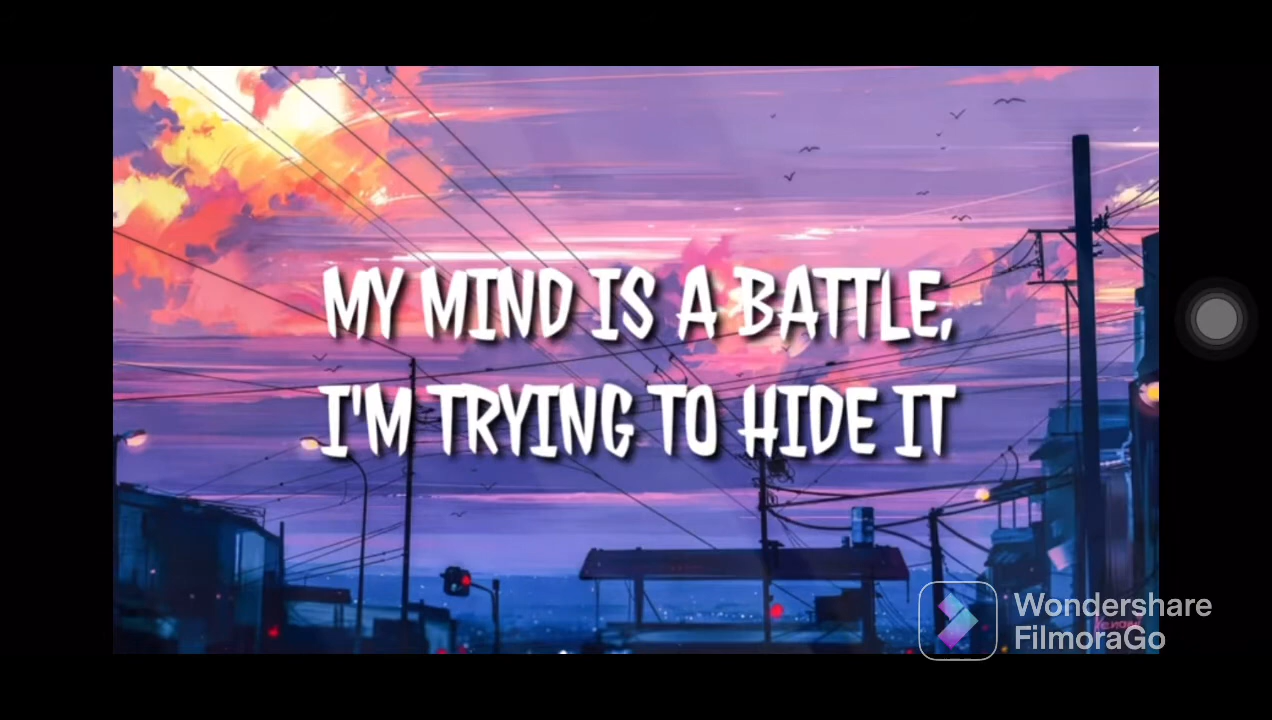 MY MIND IS A BATTLE,
I'M TRYING TO HIDE IT
Wondershare
FilmoraGo